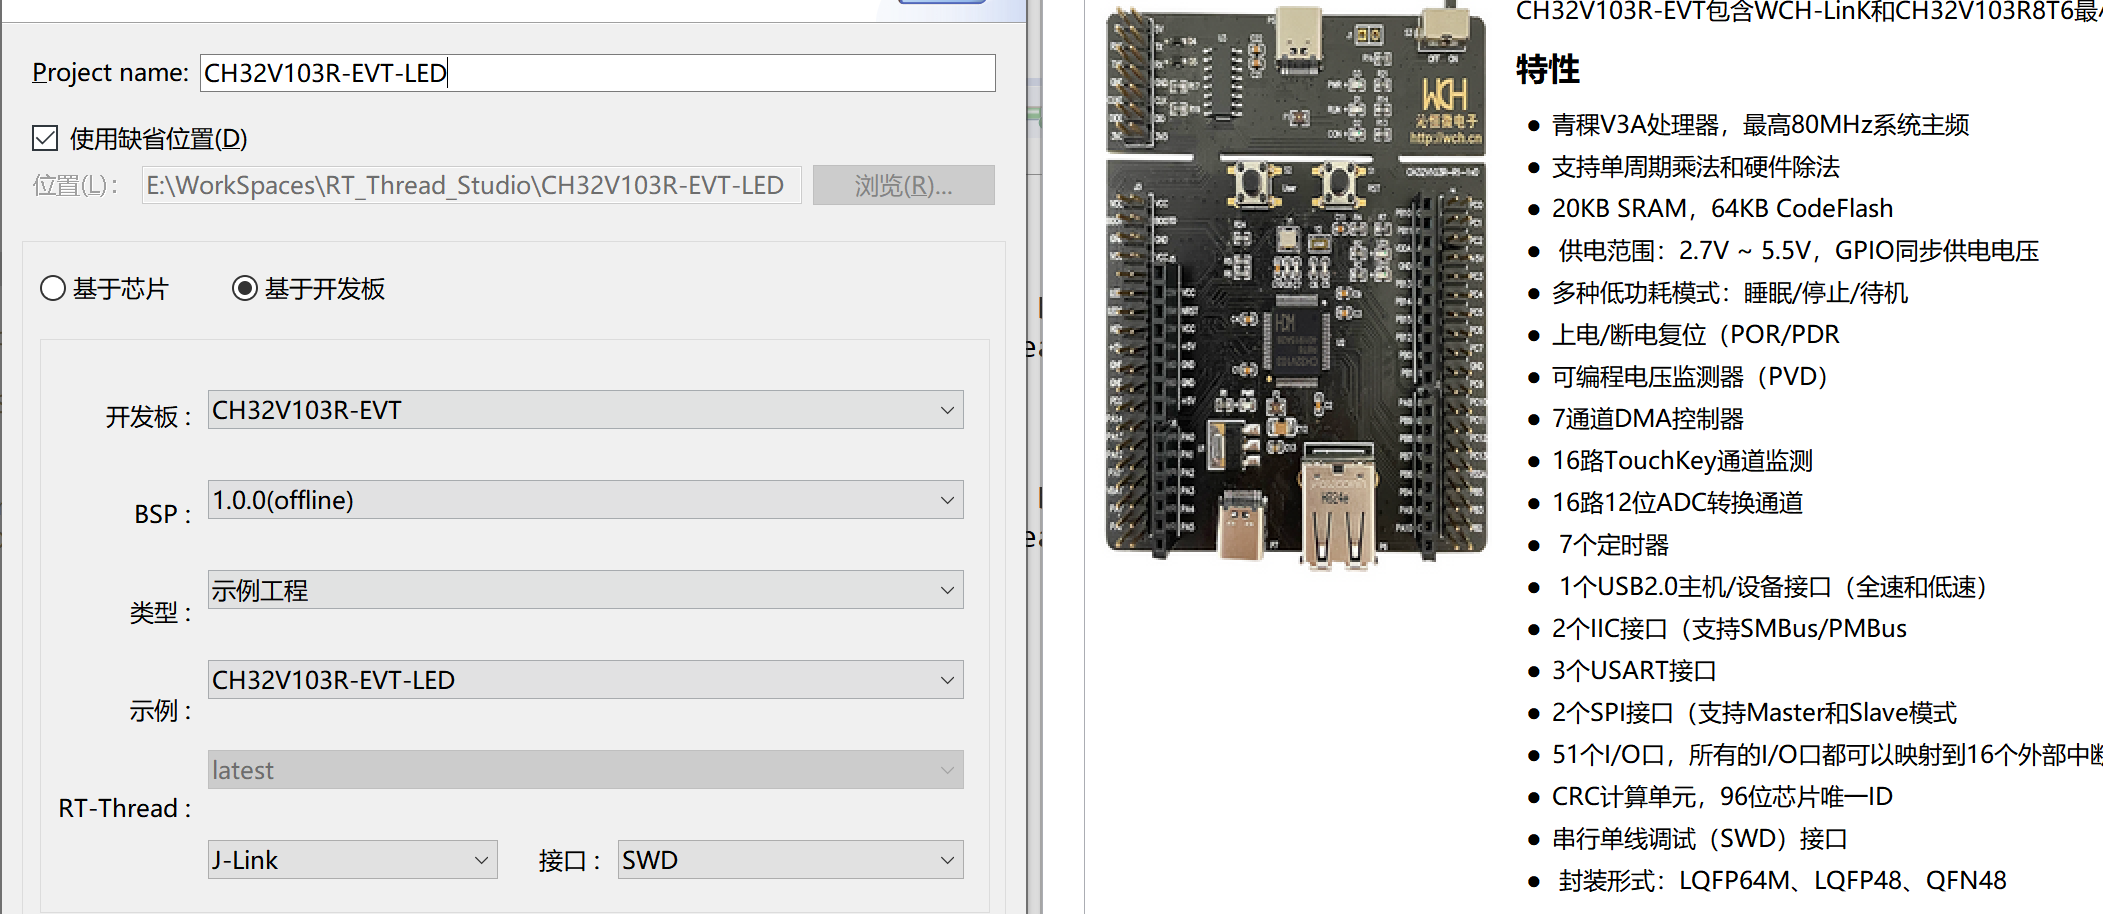 Project name:
CH32V103R-EVT-LED
使用缺省位置(D)
位置(L):
E:\WorkSpaces\RT_Thread_Studio\CH32V103R-EVT-LED
浏览(R)...
基于芯片
基于开发板
开发板:
CH32V103R-EVT
BSP:
1.0.0(offline)
类型:
示例工程
示例:
CH32V103R-EVT-LED
RT-Thread:
latest
J-Link
接口:
SWD
WCH
沁恒微电子
http://wch.cn
CH32V103R-EVT包含WCH-LinK和CH32V103R8T6最
特性
● 青稞V3A处理器，最高80MHz系统主频
● 支持单周期乘法和硬件除法
● 20KB SRAM，64KB CodeFlash
● 供电范围：2.7V ~ 5.5V，GPIO同步供电电压
● 多种低功耗模式：睡眠/停止/待机
● 上电/断电复位（POR/PDR
● 可编程电压监测器（PVD）
● 7通道DMA控制器
● 16路TouchKey通道监测
● 16路12位ADC转换通道
● 7个定时器
● 1个USB2.0主机/设备接口（全速和低速）
● 2个IIC接口（支持SMBus/PMBus
● 3个USART接口
● 2个SPI接口（支持Master和Slave模式
● 51个I/O口，所有的I/O口都可以映射到16个外部中断
● CRC计算单元，96位芯片唯一ID
● 串行单线调试（SWD）接口
● 封装形式：LQFP64M、LQFP48、QFN48